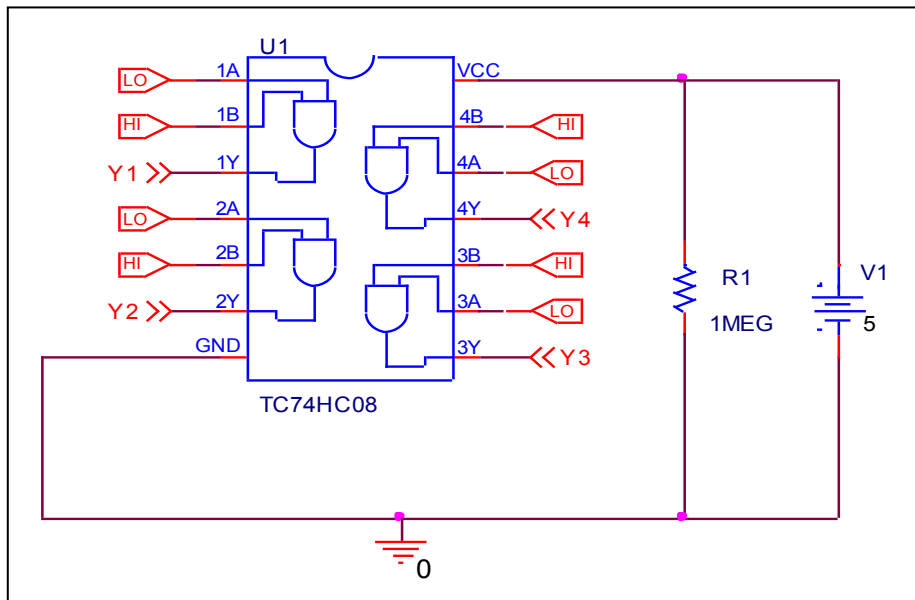 U1
LO 1A VCC
HI 1B 4B HI
Y1 1Y 4A LO
LO 2A 4Y Y4
HI 2B 3B HI
Y2 2Y 3A LO
GND 3Y Y3
TC74HC08
R1
1MEG
V1
5
0